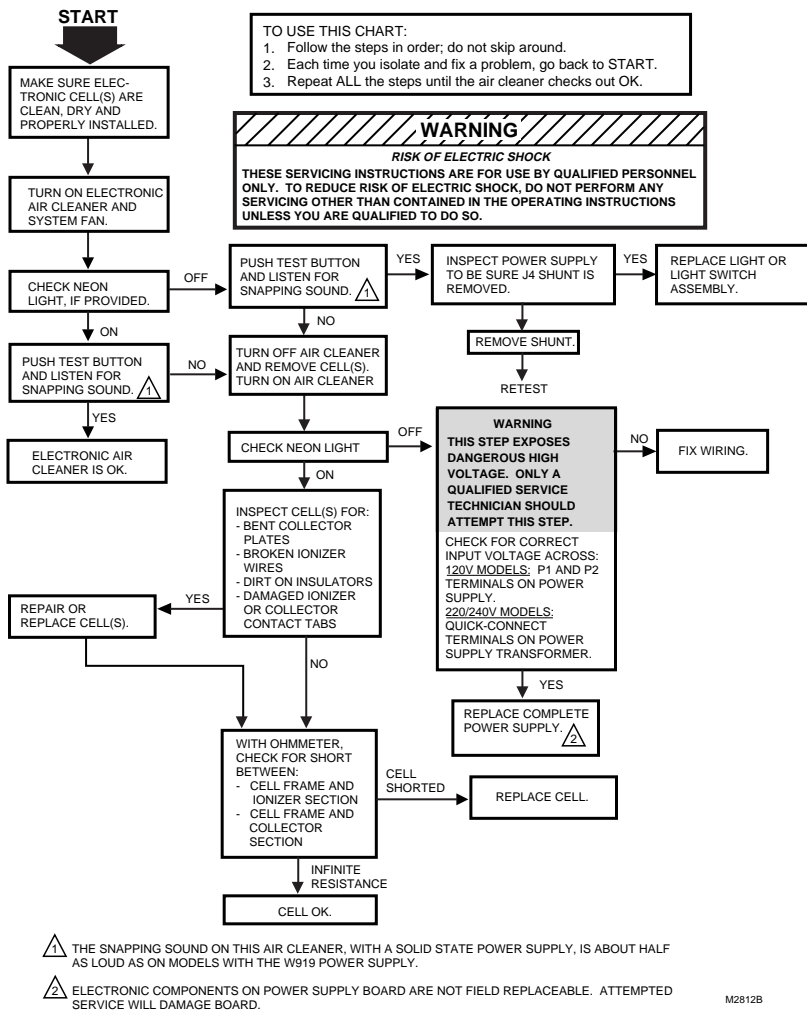 START
TO USE THIS CHART:
1. Follow the steps in order; do not skip around.
2. Each time you isolate and fix a problem, go back to START.
3. Repeat ALL the steps until the air cleaner checks out OK.
MAKE SURE ELEC-
TRONIC CELL(S) ARE
CLEAN, DRY AND
PROPERLY INSTALLED.
WARNING
RISK OF ELECTRIC SHOCK
THESE SERVICING INSTRUCTIONS ARE FOR USE BY QUALIFIED PERSONNEL
ONLY. TO REDUCE RISK OF ELECTRIC SHOCK, DO NOT PERFORM ANY
SERVICING OTHER THAN CONTAINED IN THE OPERATING INSTRUCTIONS
UNLESS YOU ARE QUALIFIED TO DO SO.
TURN ON ELECTRONIC
AIR CLEANER AND
SYSTEM FAN.
CHECK NEON
LIGHT, IF PROVIDED.
OFF
PUSH TEST BUTTON
AND LISTEN FOR
SNAPPING SOUND. 1
YES
INSPECT POWER SUPPLY
TO BE SURE J4 SHUNT IS
REMOVED.
YES
REPLACE LIGHT OR
LIGHT SWITCH
ASSEMBLY.
ON
NO
REMOVE SHUNT.
RETEST
PUSH TEST BUTTON
AND LISTEN FOR
SNAPPING SOUND. 1
NO
TURN OFF AIR CLEANER
AND REMOVE CELL(S).
TURN ON AIR CLEANER
YES
ELECTRONIC AIR
CLEANER IS OK.
CHECK NEON LIGHT
OFF
WARNING
THIS STEP EXPOSES
DANGEROUS HIGH
VOLTAGE. ONLY A
QUALIFIED SERVICE
TECHNICIAN SHOULD
ATTEMPT THIS STEP.
CHECK FOR CORRECT
INPUT VOLTAGE ACROSS:
120V MODELS: P1 AND P2
TERMINALS ON POWER
SUPPLY.
220/240V MODELS:
QUICK-CONNECT
TERMINALS ON POWER
SUPPLY TRANSFORMER.
NO
FIX WIRING.
ON
INSPECT CELL(S) FOR:
- BENT COLLECTOR
PLATES
- BROKEN IONIZER
WIRES
- DIRT ON INSULATORS
- DAMAGED IONIZER
OR COLLECTOR
CONTACT TABS
YES
REPAIR OR
REPLACE CELL(S).
NO
YES
REPLACE COMPLETE
POWER SUPPLY. 2
WITH OHMMETER,
CHECK FOR SHORT
BETWEEN:
- CELL FRAME AND
IONIZER SECTION
- CELL FRAME AND
COLLECTOR
SECTION
CELL
SHORTED
REPLACE CELL.
INFINITE
RESISTANCE
CELL OK.
1 THE SNAPPING SOUND ON THIS AIR CLEANER, WITH A SOLID STATE POWER SUPPLY, IS ABOUT HALF
AS LOUD AS ON MODELS WITH THE W919 POWER SUPPLY.
2 ELECTRONIC COMPONENTS ON POWER SUPPLY BOARD ARE NOT FIELD REPLACEABLE. ATTEMPTED
SERVICE WILL DAMAGE BOARD.
M2812B